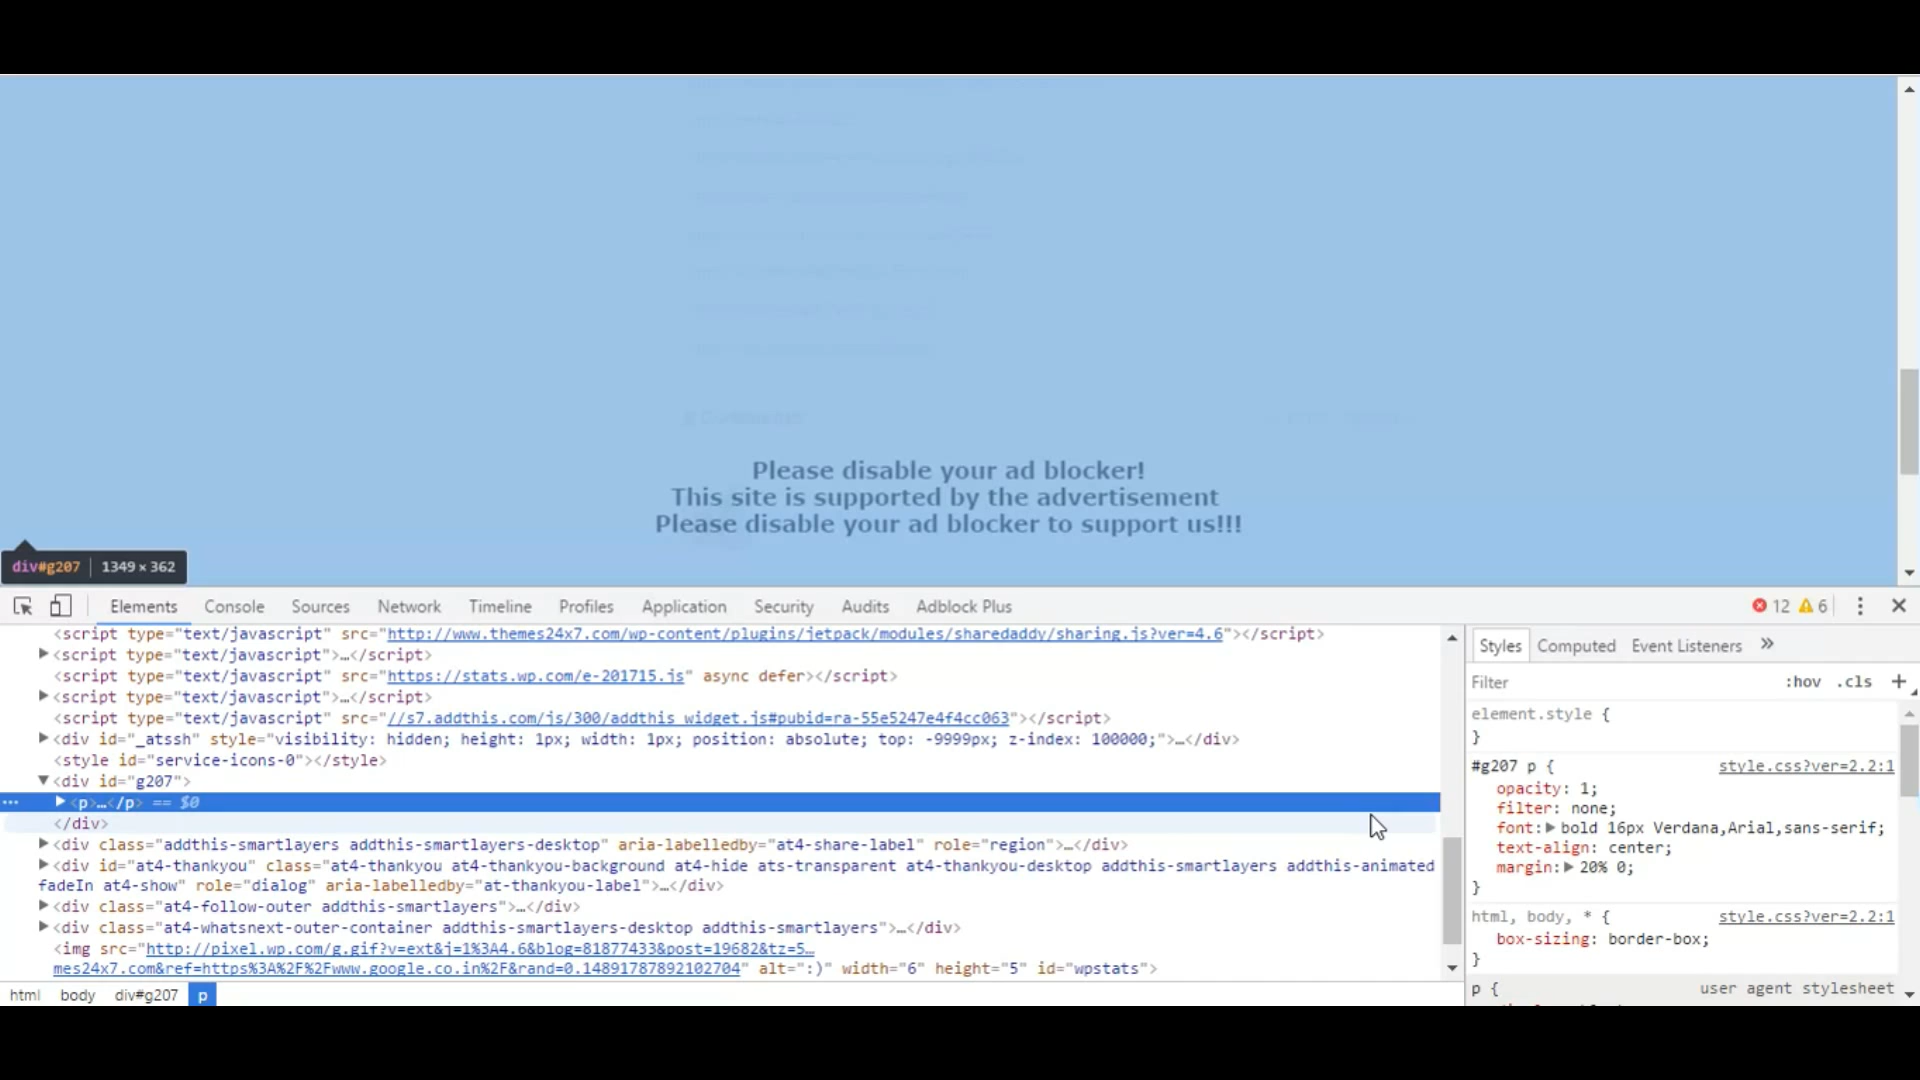 Please disable your ad blocker!
This site is supported by the advertisement
Please disable your ad blocker to support us!!!
div#g207 1349 × 362
Elements Console Sources Network Timeline Profiles Application Security Audits Adblock Plus 12 6
<script type="text/javascript" src="http://www.themes24x7.com/wp-content/plugins/jetpack/modules/sharedaddy/sharing.js?ver=4.6"></script>
<script type="text/javascript">…</script>
<script type="text/javascript" src="https://stats.wp.com/e-201715.js" async defer></script>
<script type="text/javascript">…</script>
<script type="text/javascript" src="//s7.addthis.com/js/300/addthis_widget.js#pubid=ra-55e5247e4f4cc063"></script>
<div id="_atssh" style="visibility: hidden; height: 1px; width: 1px; position: absolute; top: -9999px; z-index: 100000;">…</div>
<style id="service-icons-0"></style>
<div id="g207">
<p>…</p> == $0
</div>
<div class="addthis-smartlayers addthis-smartlayers-desktop" aria-labelledby="at4-share-label" role="region">…</div>
<div id="at4-thankyou" class="at4-thankyou at4-thankyou-background at4-hide ats-transparent at4-thankyou-desktop addthis-smartlayers addthis-animated
fadeIn at4-show" role="dialog" aria-labelledby="at-thankyou-label">…</div>
<div class="at4-follow-outer addthis-smartlayers">…</div>
<div class="at4-whatsnext-outer-container addthis-smartlayers-desktop addthis-smartlayers">…</div>
<img src="http://pixel.wp.com/g.gif?v=ext&j=1%3A4.6&blog=81877433&post=19682&tz=5…
mes24x7.com&ref=https%3A%2F%2Fwww.google.co.in%2F&rand=0.14891787892102704" alt=":)" width="6" height="5" id="wpstats">
html body div#g207 p
Styles Computed Event Listeners »
Filter :hov .cls +
element.style {
}
#g207 p { style.css?ver=2.2:1
opacity: 1;
filter: none;
font: bold 16px Verdana,Arial,sans-serif;
text-align: center;
margin: 20% 0;
}
html, body, * { style.css?ver=2.2:1
box-sizing: border-box;
}
p { user agent stylesheet